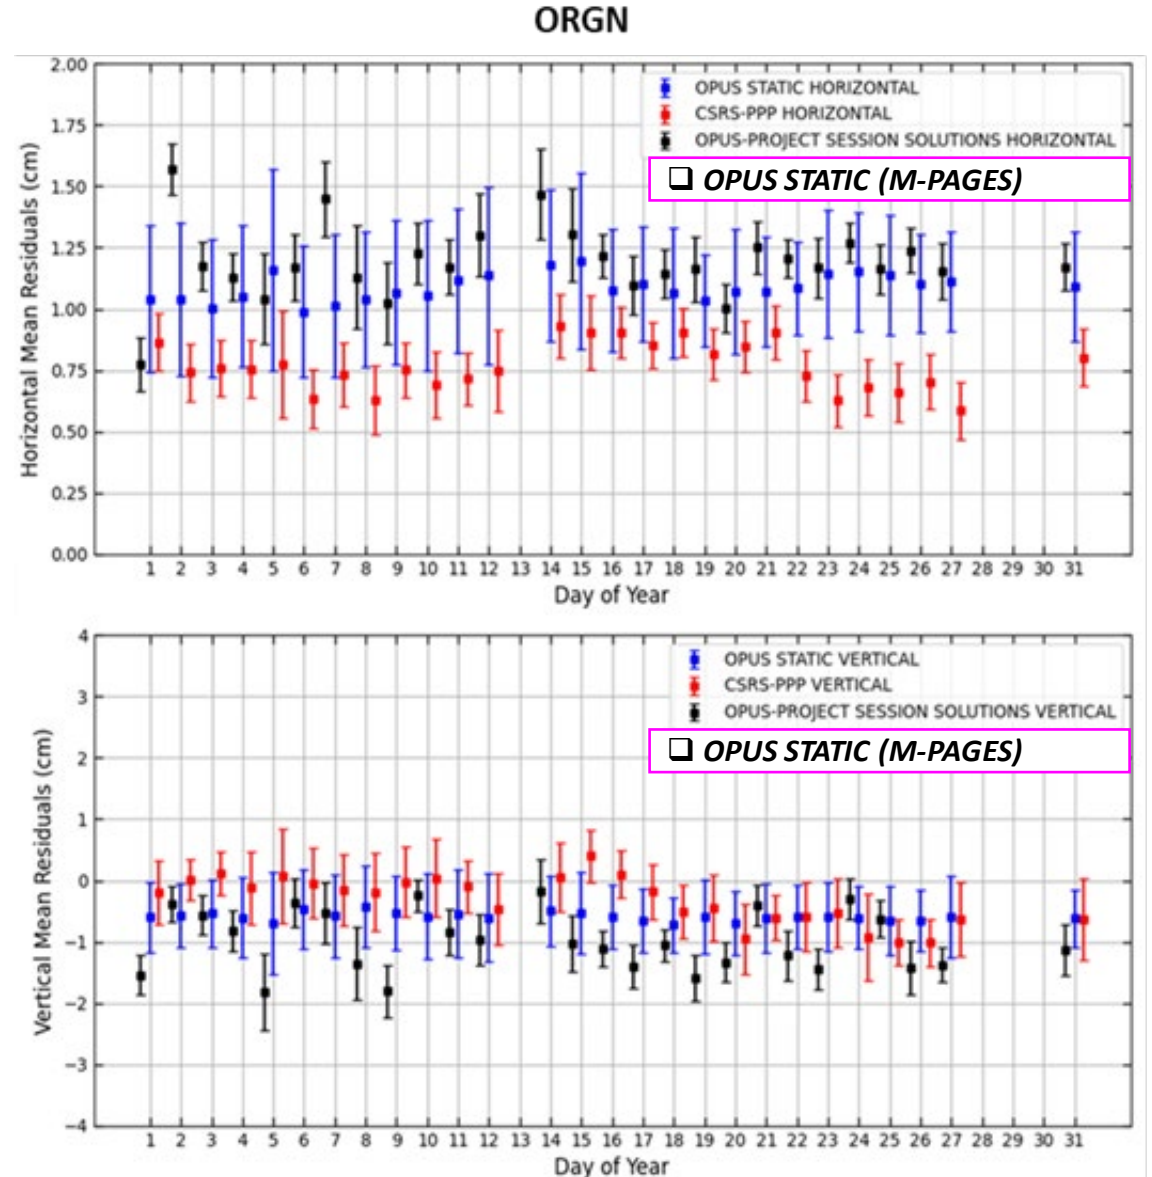 ORGN
2.00
1.75
1.50
1.25
1.00
0.75
0.50
0.25
0.00
Horizontal Mean Residuals (cm)
OPUS STATIC HORIZONTAL
CSRS-PPP HORIZONTAL
OPUS-PROJECT SESSION SOLUTIONS HORIZONTAL
OPUS STATIC (M-PAGES)
1 2 3 4 5 6 7 8 9 10 11 12 13 14 15 16 17 18 19 20 21 22 23 24 25 26 27 28 29 30 31
Day of Year
4
3
2
1
0
−1
−2
−3
−4
Vertical Mean Residuals (cm)
OPUS STATIC VERTICAL
CSRS-PPP VERTICAL
OPUS-PROJECT SESSION SOLUTIONS VERTICAL
OPUS STATIC (M-PAGES)
1 2 3 4 5 6 7 8 9 10 11 12 13 14 15 16 17 18 19 20 21 22 23 24 25 26 27 28 29 30 31
Day of Year